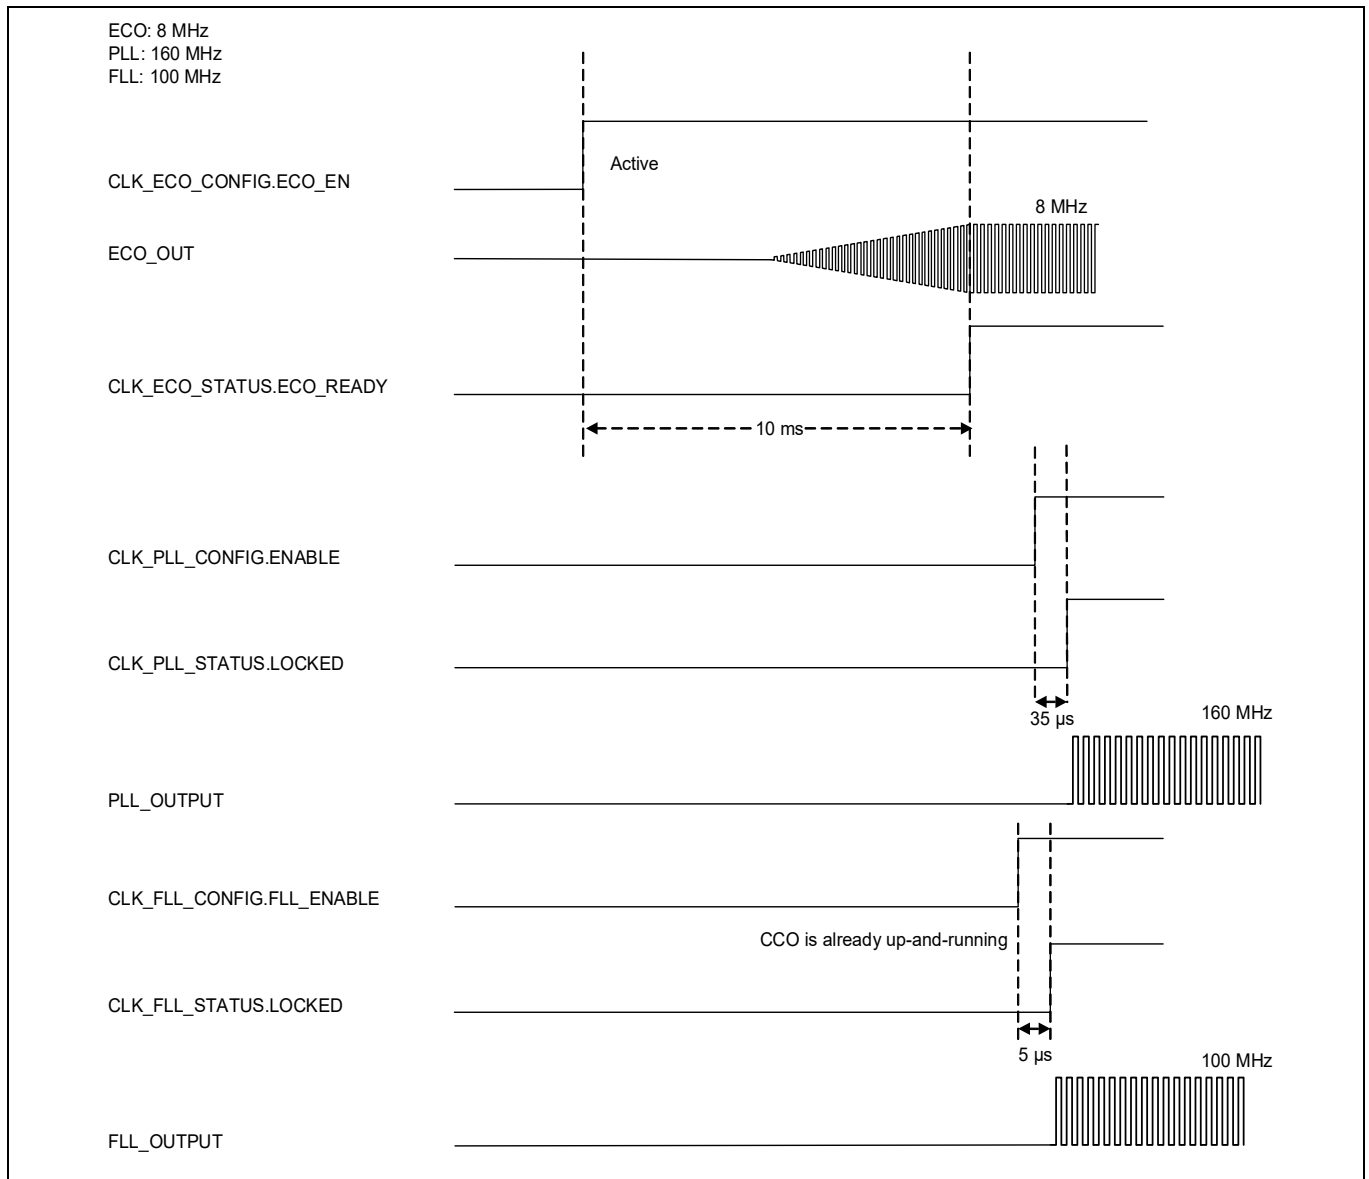 ECO: 8 MHz
PLL: 160 MHz
FLL: 100 MHz
Active
CLK_ECO_CONFIG.ECO_EN
8 MHz
ECO_OUT
CLK_ECO_STATUS.ECO_READY
10 ms
CLK_PLL_CONFIG.ENABLE
CLK_PLL_STATUS.LOCKED
35 µs
160 MHz
PLL_OUTPUT
CLK_FLL_CONFIG.FLL_ENABLE
CCO is already up-and-running
CLK_FLL_STATUS.LOCKED
5 µs
100 MHz
FLL_OUTPUT